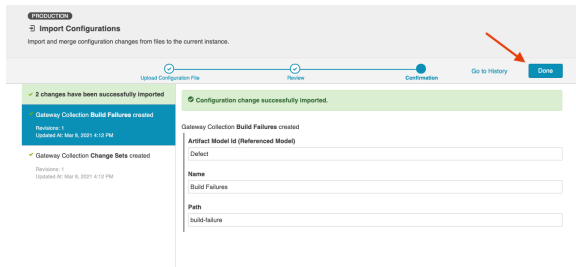 PRODUCTION
Import Configurations
Import and merge configuration changes from files to the current instance.
Upload Configuration File
Review
Confirmation
Go to History
Done
2 changes have been successfully imported
Gateway Collection Build Failures created
Revisions: 1
Updated At: Mar 8, 2021 4:12 PM
Gateway Collection Change Sets created
Revisions: 1
Updated At: Mar 8, 2021 4:12 PM
Configuration change successfully imported.
Gateway Collection Build Failures created
Artifact Model Id (Referenced Model)
Defect
Name
Build Failures
Path
build-failure